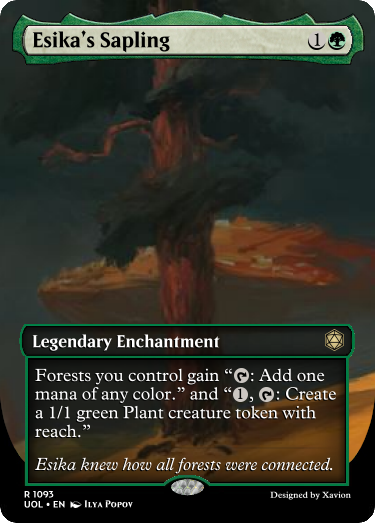 Esika's Sapling 1
Legendary Enchantment
Forests you control gain “: Add one
mana of any color.” and “1, : Create
a 1/1 green Plant creature token with
reach.”
Esika knew how all forests were connected.
R 1093
UOL • EN Ilya Popov
Designed by Xavion